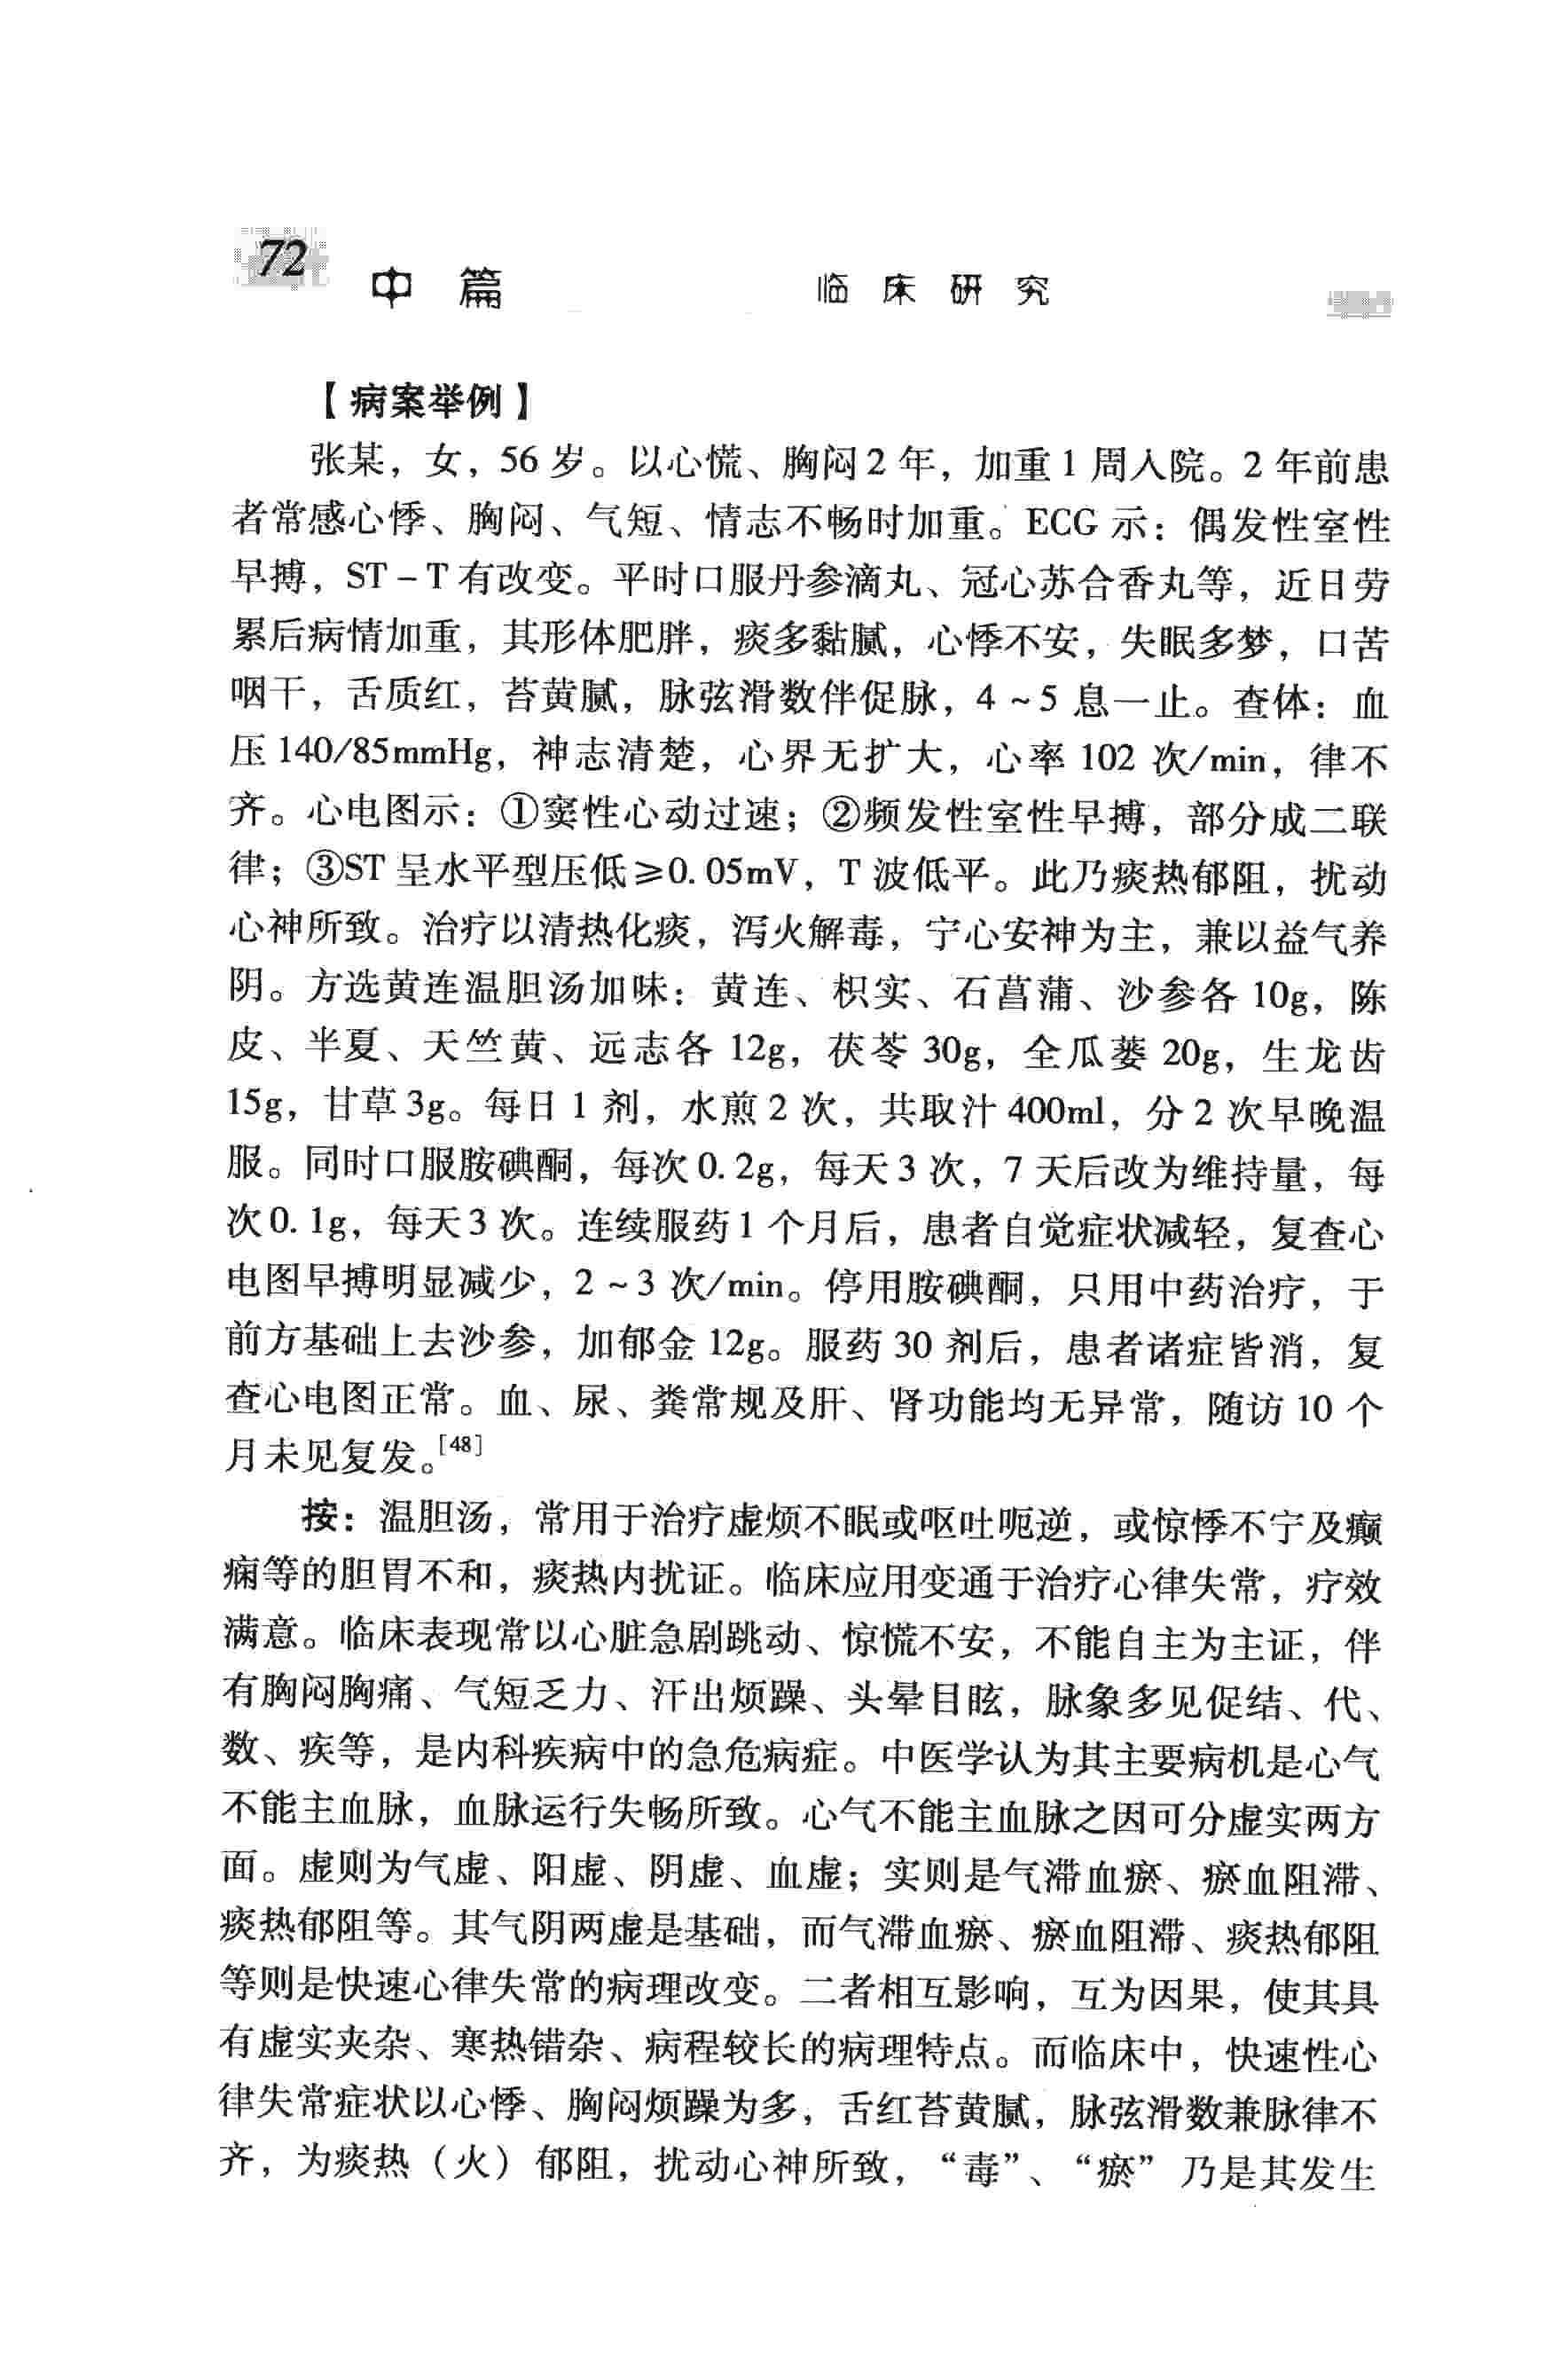 72
中 篇 临 床 研 究
【病案举例】
张某，女，56岁。以心慌、胸闷2年，加重1周入院。2年前患
者常感心悸、胸闷、气短、情志不畅时加重。ECG示：偶发性室性
早搏，ST－T有改变。平时口服丹参滴丸、冠心苏合香丸等，近日劳
累后病情加重，其形体肥胖，痰多黏腻，心悸不安，失眠多梦，口苦
咽干，舌质红，苔黄腻，脉弦滑数伴促脉，4～5息一止。查体：血
压140/85mmHg，神志清楚，心界无扩大，心率102次/min，律不
齐。心电图示：①窦性心动过速；②频发性室性早搏，部分成二联
律；③ST呈水平型压低≥0.05mV，T波低平。此乃痰热郁阻，扰动
心神所致。治疗以清热化痰，泻火解毒，宁心安神为主，兼以益气养
阴。方选黄连温胆汤加味：黄连、枳实、石菖蒲、沙参各10g，陈
皮、半夏、天竺黄、远志各12g，茯苓30g，全瓜蒌20g，生龙齿
15g，甘草3g。每日1剂，水煎2次，共取汁400ml，分2次早晚温
服。同时口服胺碘酮，每次0.2g，每天3次，7天后改为维持量，每
次0.1g，每天3次。连续服药1个月后，患者自觉症状减轻，复查心
电图早搏明显减少，2～3次/min。停用胺碘酮，只用中药治疗，于
前方基础上去沙参，加郁金12g。服药30剂后，患者诸症皆消，复
查心电图正常。血、尿、粪常规及肝、肾功能均无异常，随访10个
月未见复发。[48]
按：温胆汤，常用于治疗虚烦不眠或呕吐呃逆，或惊悸不宁及癫
痫等的胆胃不和，痰热内扰证。临床应用变通于治疗心律失常，疗效
满意。临床表现常以心脏急剧跳动、惊慌不安，不能自主为主证，伴
有胸闷胸痛、气短乏力、汗出烦躁、头晕目眩，脉象多见促结、代、
数、疾等，是内科疾病中的急危病症。中医学认为其主要病机是心气
不能主血脉，血脉运行失畅所致。心气不能主血脉之因可分虚实两方
面。虚则为气虚、阳虚、阴虚、血虚；实则是气滞血瘀、瘀血阻滞、
痰热郁阻等。其气阴两虚是基础，而气滞血瘀、瘀血阻滞、痰热郁阻
等则是快速心律失常的病理改变。二者相互影响，互为因果，使其具
有虚实夹杂、寒热错杂、病程较长的病理特点。而临床中，快速性心
律失常症状以心悸、胸闷烦躁为多，舌红苔黄腻，脉弦滑数兼脉律不
齐，为痰热（火）郁阻，扰动心神所致，“毒”、“瘀”乃是其发生